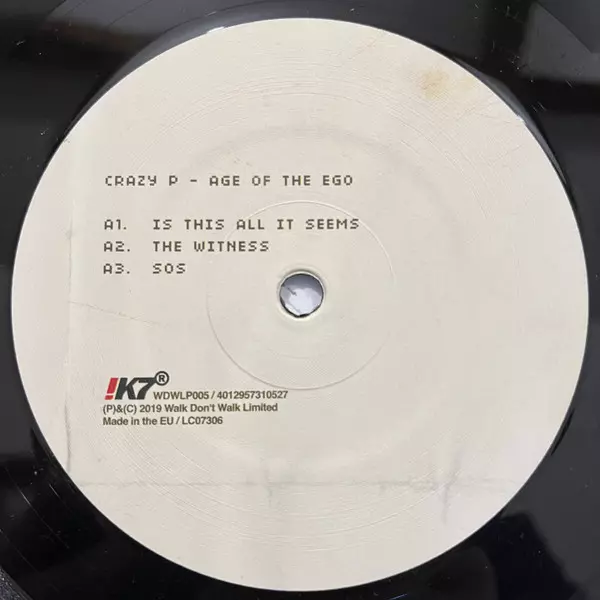 CRAZY P - AGE OF THE EGO
A1. IS THIS ALL IT SEEMS
A2. THE WITNESS
A3. SOS
!K7® WDWLP005 / 4012957310527
(P)&(C) 2019 Walk Don't Walk Limited
Made in the EU / LC07306